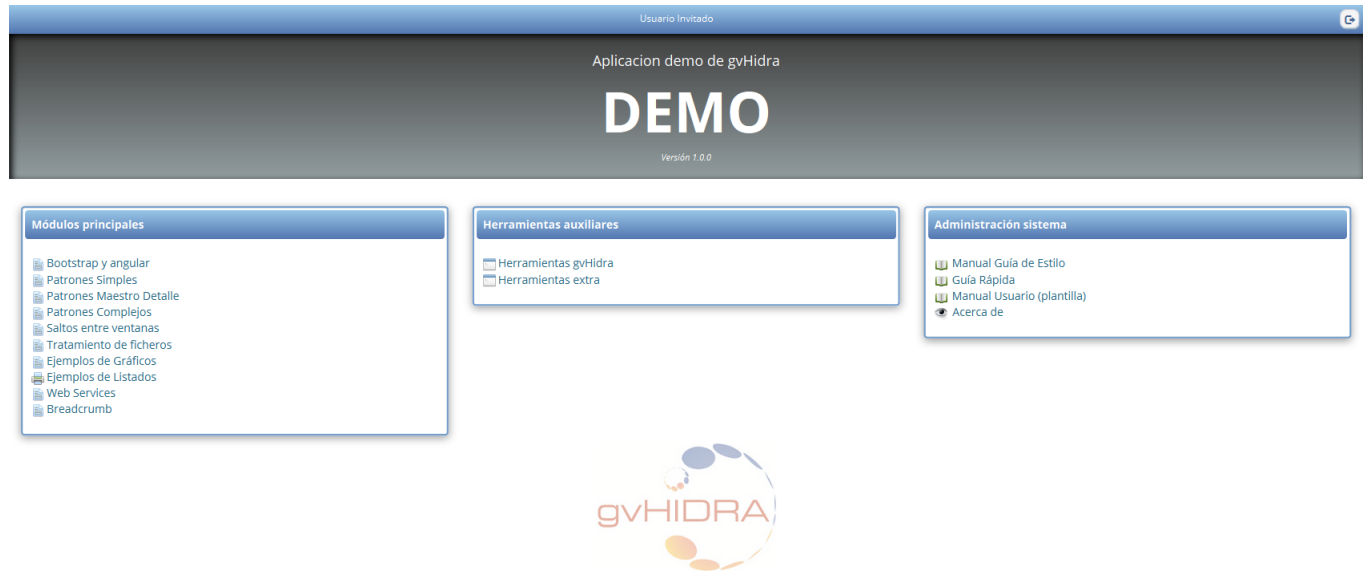 Usuario Invitado
Aplicacion demo de gvHidra
DEMO
Versión 1.0.0
Módulos principales
Bootstrap y angular
Patrones Simples
Patrones Maestro Detalle
Patrones Complejos
Saltos entre ventanas
Tratamiento de ficheros
Ejemplos de Gráficos
Ejemplos de Listados
Web Services
Breadcrumb
Herramientas auxiliares
Herramientas gvHidra
Herramientas extra
Administración sistema
Manual Guía de Estilo
Guía Rápida
Manual Usuario (plantilla)
Acerca de
gvHIDRA